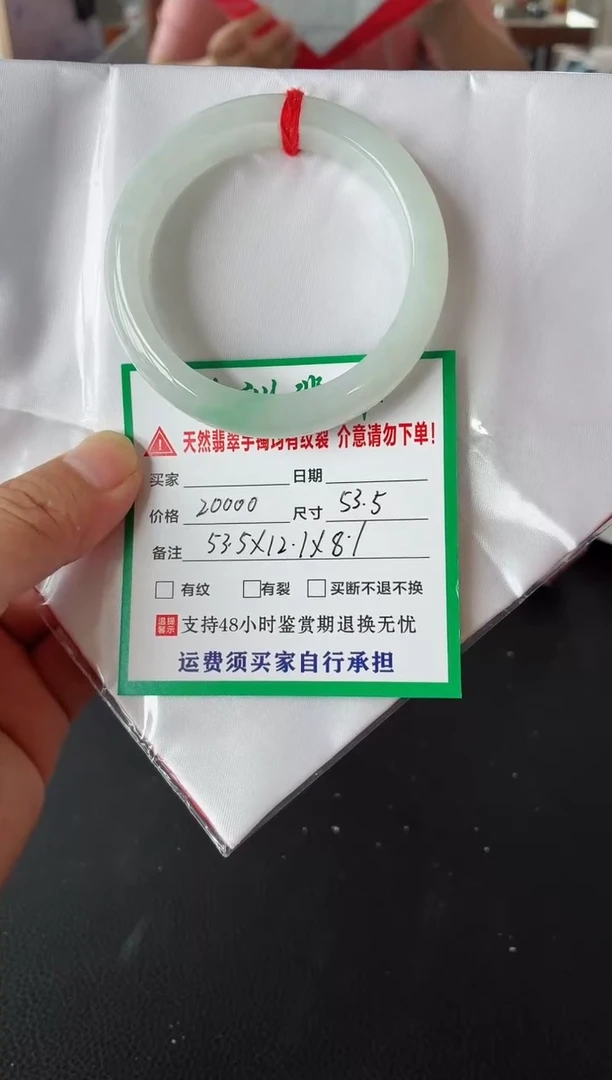 天然翡翠手镯均有纹裂 介意请勿下单!
买家 日期
价格 20000 尺寸 53.5
备注 53.5X12.1X8.1
有纹 有裂 买断不退不换
温提馨示 支持48小时鉴赏期退换无忧
运费须买家自行承担